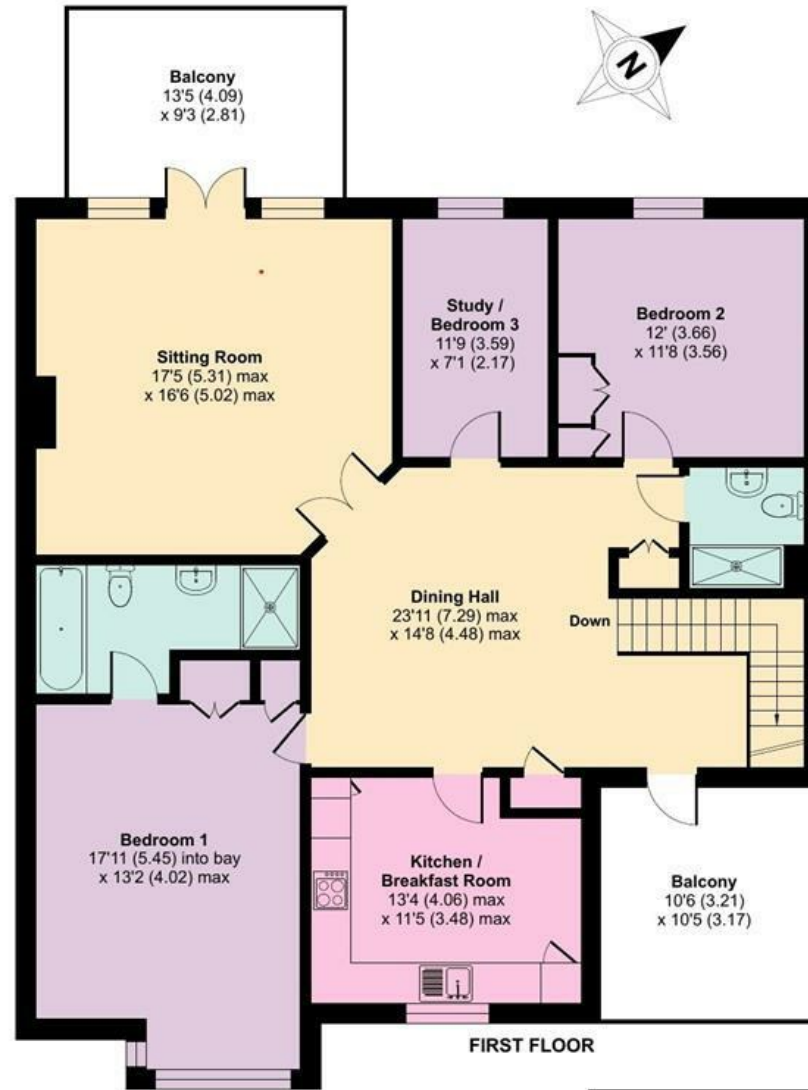 Balcony
13'5 (4.09)
x 9'3 (2.81)
N
Sitting Room
17'5 (5.31) max
x 16'6 (5.02) max
Study /
Bedroom 3
11'9 (3.59)
x 7'1 (2.17)
Bedroom 2
12' (3.66)
x 11'8 (3.56)
Dining Hall
23'11 (7.29) max
x 14'8 (4.48) max
Down
Bedroom 1
17'11 (5.45) into bay
x 13'2 (4.02) max
Kitchen /
Breakfast Room
13'4 (4.06) max
x 11'5 (3.48) max
Balcony
10'6 (3.21)
x 10'5 (3.17)
FIRST FLOOR